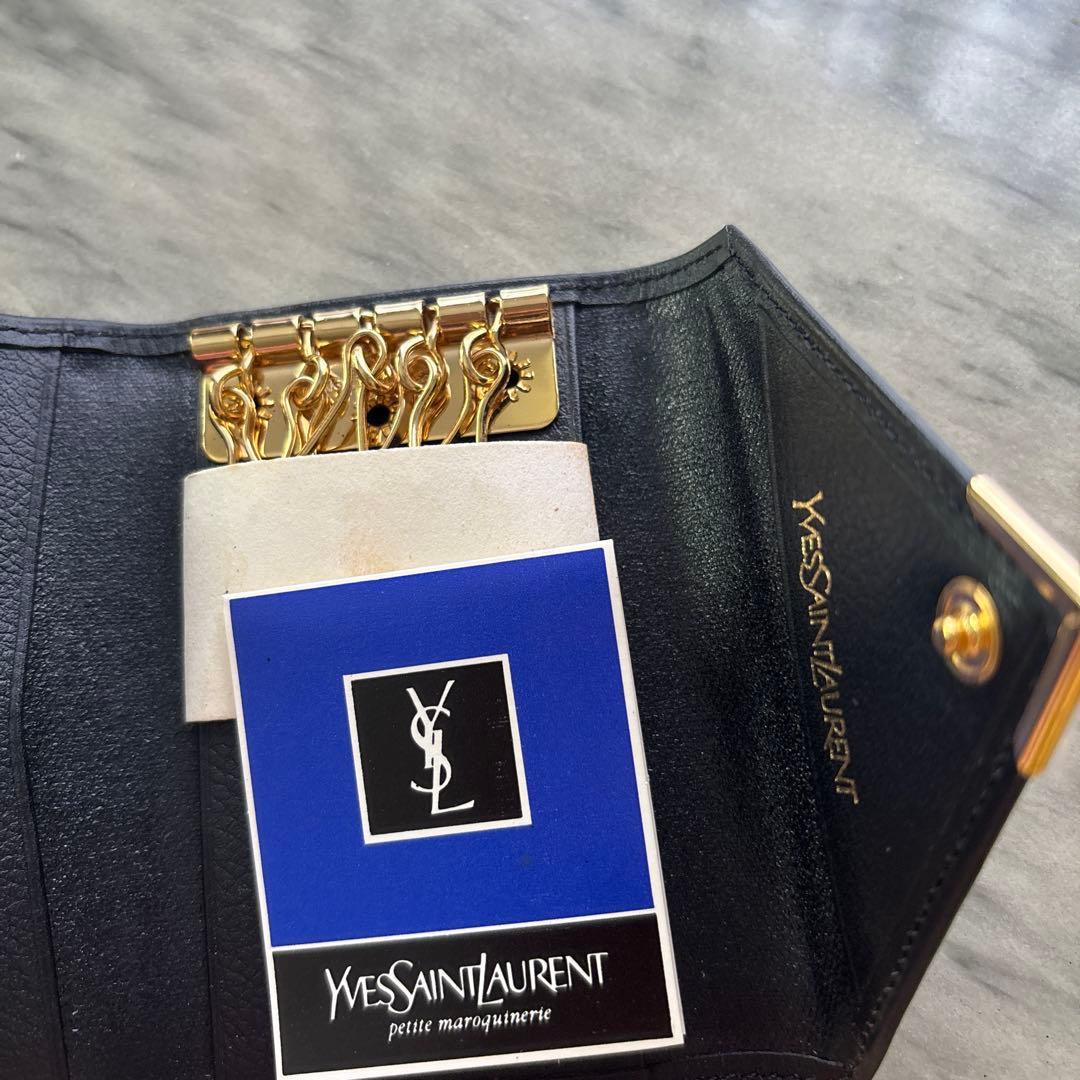 YSL
YVESSAINTLAURENT
petite maroquinerie
YVESSAINTLAURENT